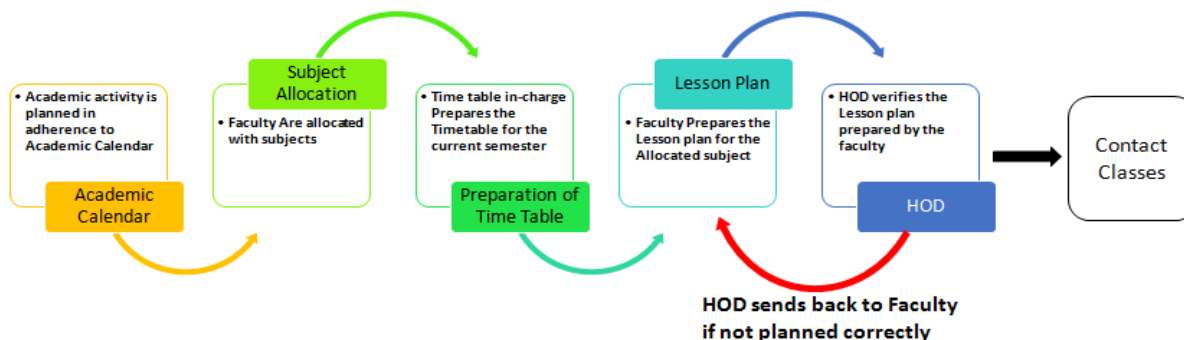 • Academic activity is
planned in
adherence to
Academic Calendar
Academic
Calendar
Subject
Allocation
• Faculty Are allocated
with subjects
• Time table in-charge
Prepares the
Timetable for the
current semester
Preparation of
Time Table
Lesson Plan
• Faculty Prepares the
Lesson plan for the
Allocated subject
• HOD verifies the
Lesson plan
prepared by the
faculty
HOD
HOD sends back to Faculty
if not planned correctly
Contact
Classes